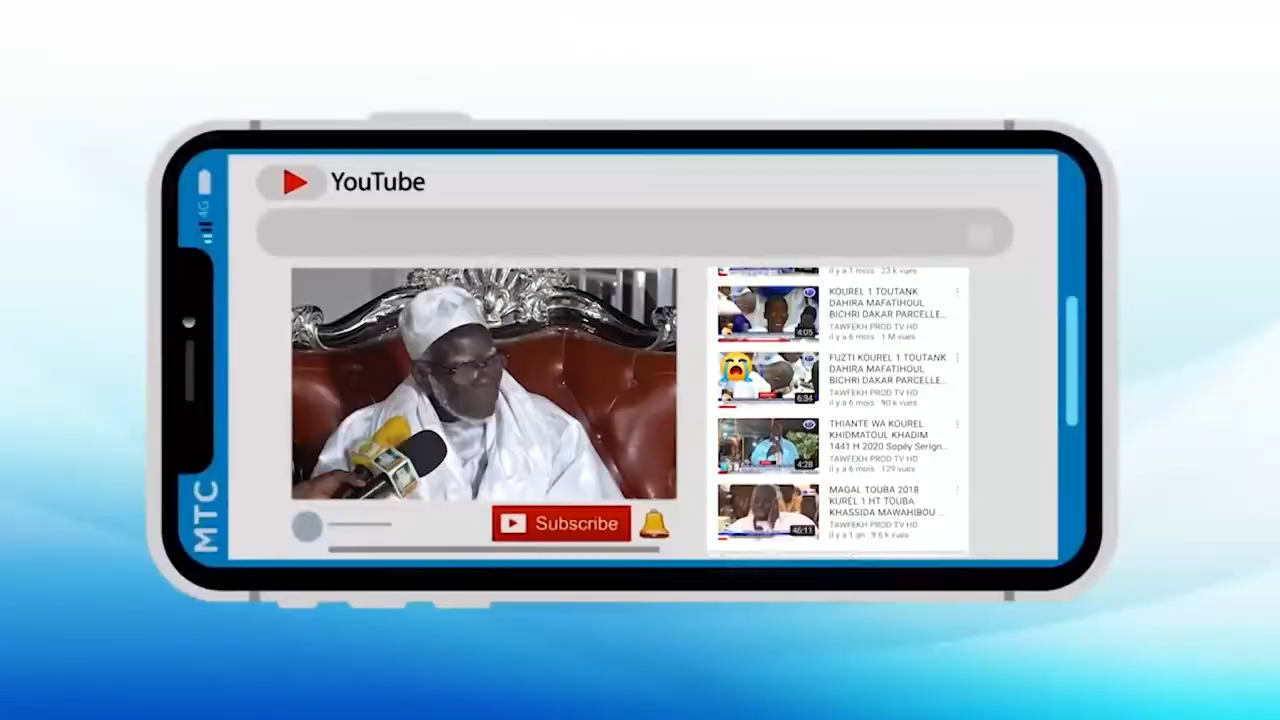 4G
MTC
YouTube
il y a 1 mois · 23 k vues
KOUREL 1 TOUTANK
DAHIRA MAFATIHOUL
BICHRI DAKAR PARCELLE...
TAWFEKH PROD TV HD
il y a 6 mois · 1 M vues
4:05
FUZTI KOUREL 1 TOUTANK
DAHIRA MAFATIHOUL
BICHRI DAKAR PARCELLE...
TAWFEKH PROD TV HD
il y a 6 mois · 90 k vues
6:34
THIANTE WA KOUREL
KHIDMATOUL KHADIM
1441 H 2020 Sopéy Serign...
TAWFEKH PROD TV HD
il y a 6 mois · 129 vues
4:28
MAGAL TOUBA 2018
KUREL 1 HT TOUBA
KHASSIDA MAWAHIBOU ...
TAWFEKH PROD TV HD
il y a 1 an · 9,6 k vues
46:11
Subscribe